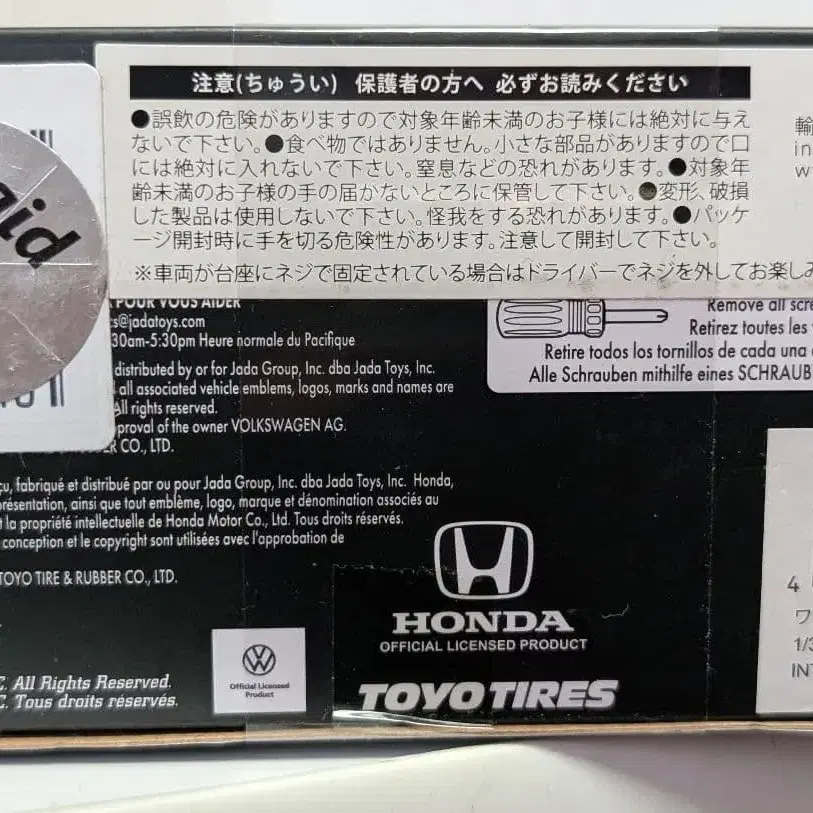 注意(ちゅうい) 保護者の方へ 必ずお読みください
●誤飲の危険がありますので対象年齢未満のお子様には絶対に与え
ないで下さい。●食べ物ではありません。小さな部品がありますので口
には絶対に入れないで下さい。窒息などの恐れがあります。●対象年
齢未満のお子様の手の届かないところに保管して下さい。●変形、破損
した製品は使用しないで下さい。怪我をする恐れがあります。●パッケ
ージ開封時に手を切る危険性があります。注意して開封して下さい。
※車両が台座にネジで固定されている場合はドライバーでネジを外してお楽しみ
輸
in
w
aid
POUR VOUS AIDER
s@jadatoys.com
30am-5:30pm Heure normale du Pacifique
distributed by or for Jada Group, Inc. dba Jada Toys, Inc.
all associated vehicle emblems, logos, marks and names are
All rights reserved.
proval of the owner VOLKSWAGEN AG.
R CO., LTD.
Remove all scre
Retirez toutes les
Retire todos los tornillos de cada una
Alle Schrauben mithilfe eines SCHRAUB
çu, fabriqué et distribué par ou pour Jada Group, Inc. dba Jada Toys, Inc. Honda,
présentation, ainsi que tout emblème, logo, marque et dénomination associés au
t la propriété intellectuelle de Honda Motor Co., Ltd. Tous droits réservés.
conception et le copyright sont utilisées avec l'approbation de
TOYO TIRE & RUBBER CO., LTD.
HONDA
OFFICIAL LICENSED PRODUCT
TOYO TIRES
Official Licensed
Product
C. All Rights Reserved.
C. Tous droits réservés.
4
ワ
1/3
INT